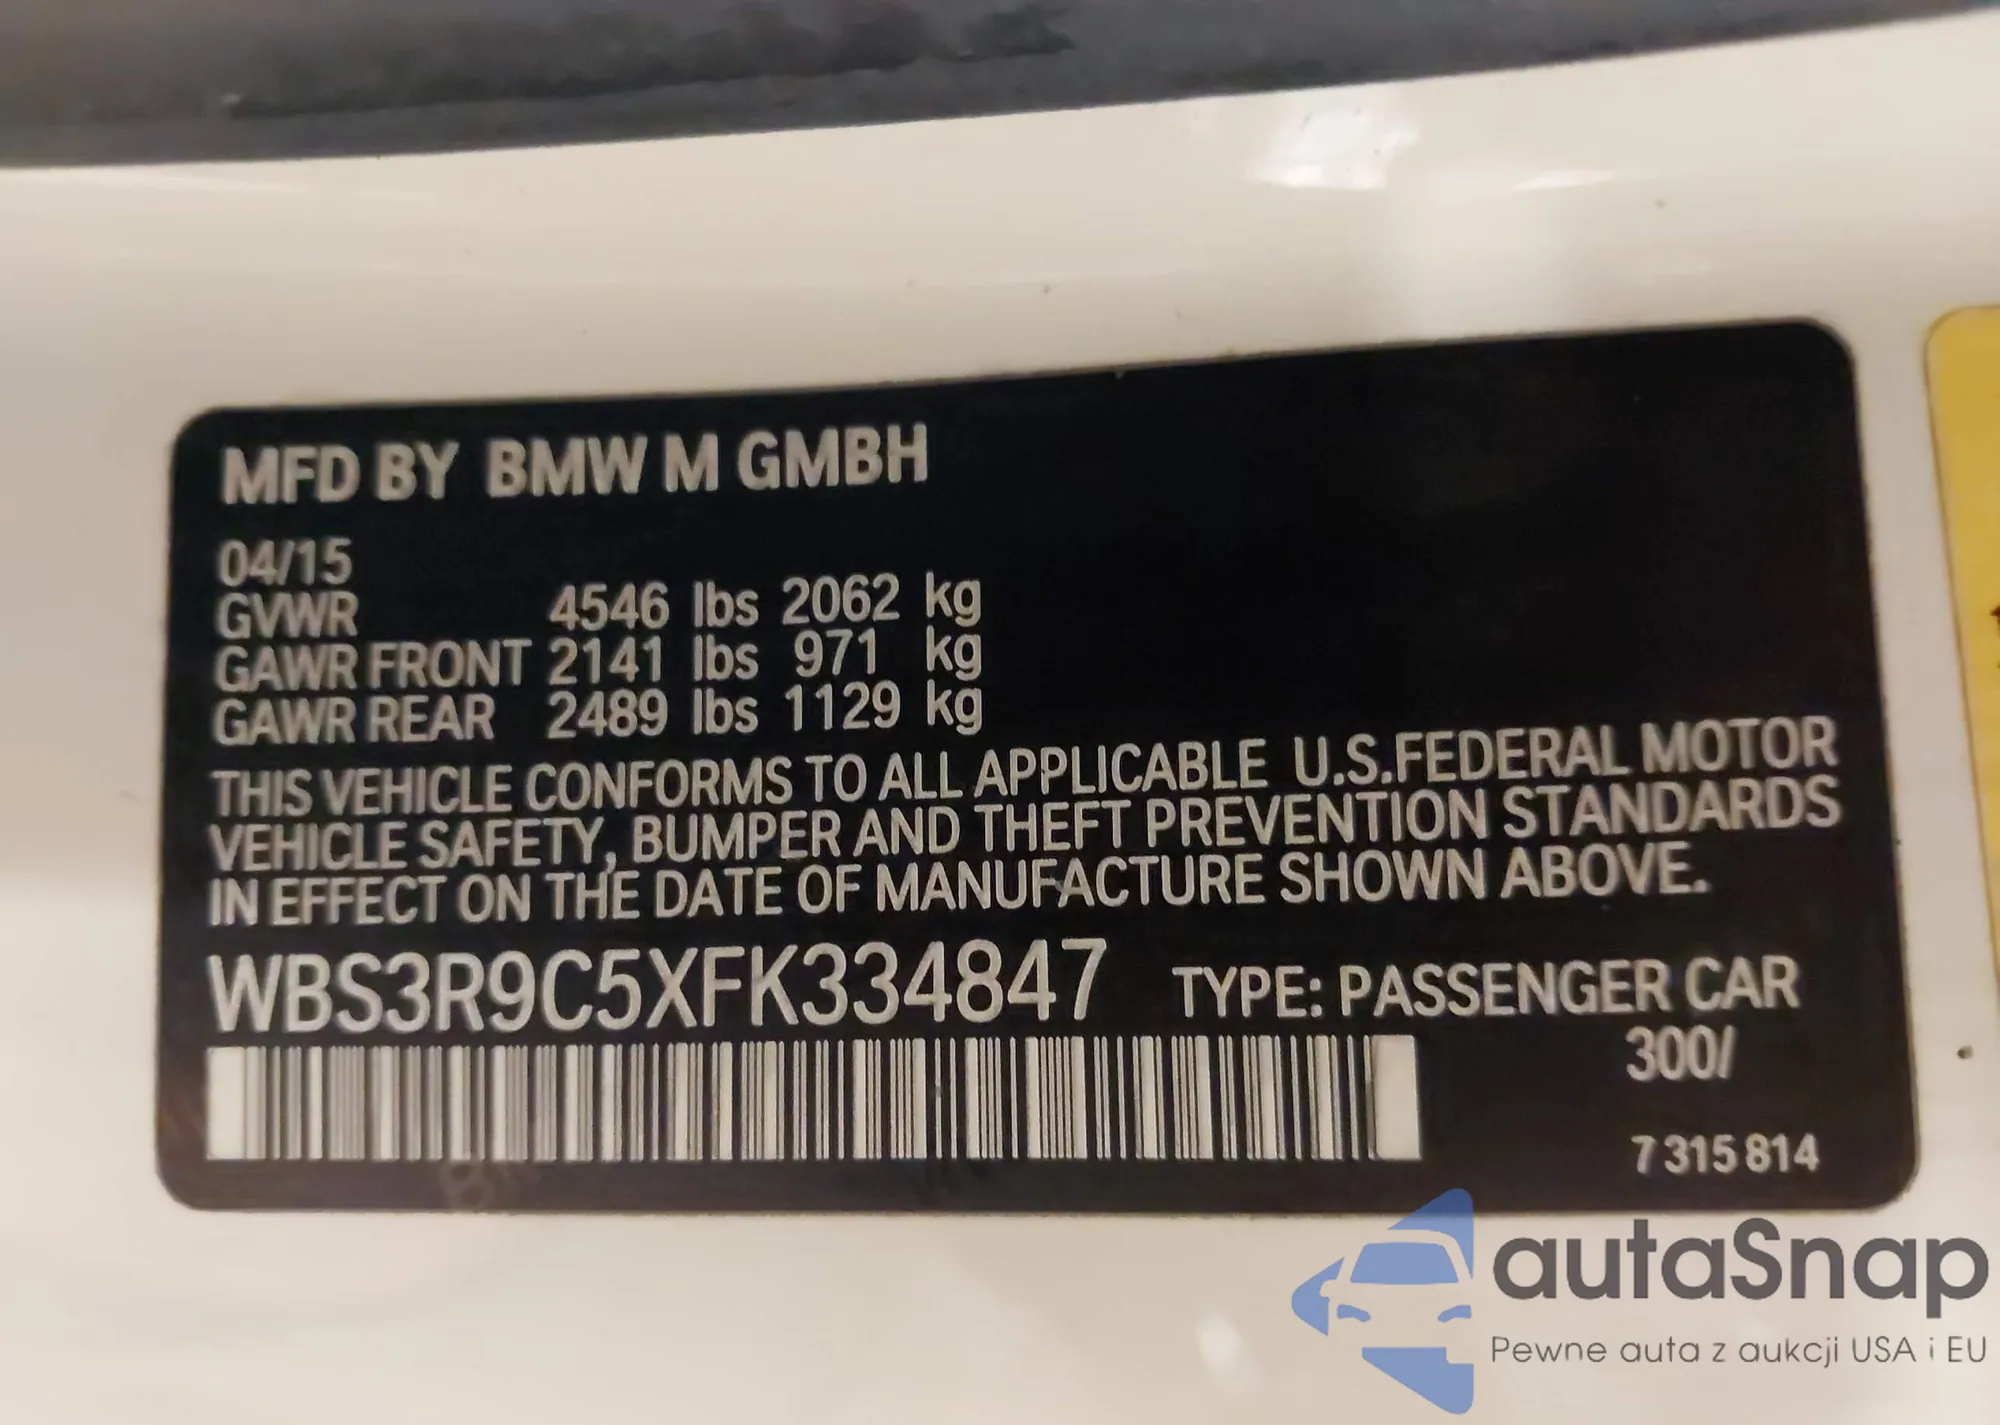 MFD BY BMW M GMBH
04/15
GVWR 4546 lbs 2062 kg
GAWR FRONT 2141 lbs 971 kg
GAWR REAR 2489 lbs 1129 kg
THIS VEHICLE CONFORMS TO ALL APPLICABLE U.S.FEDERAL MOTOR
VEHICLE SAFETY, BUMPER AND THEFT PREVENTION STANDARDS
IN EFFECT ON THE DATE OF MANUFACTURE SHOWN ABOVE.
WBS3R9C5XFK334847 TYPE: PASSENGER CAR
300/
7 315 814
autaSnap
Pewne auta z aukcji USA i EU